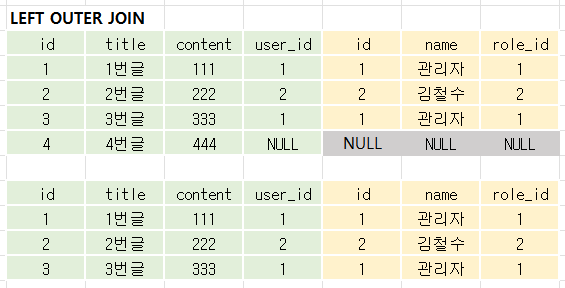 LEFT OUTER JOIN
id title content user_id id name role_id
1 1번글 111 1 1 관리자 1
2 2번글 222 2 2 김철수 2
3 3번글 333 1 1 관리자 1
4 4번글 444 NULL NULL NULL NULL
id title content user_id id name role_id
1 1번글 111 1 1 관리자 1
2 2번글 222 2 2 김철수 2
3 3번글 333 1 1 관리자 1